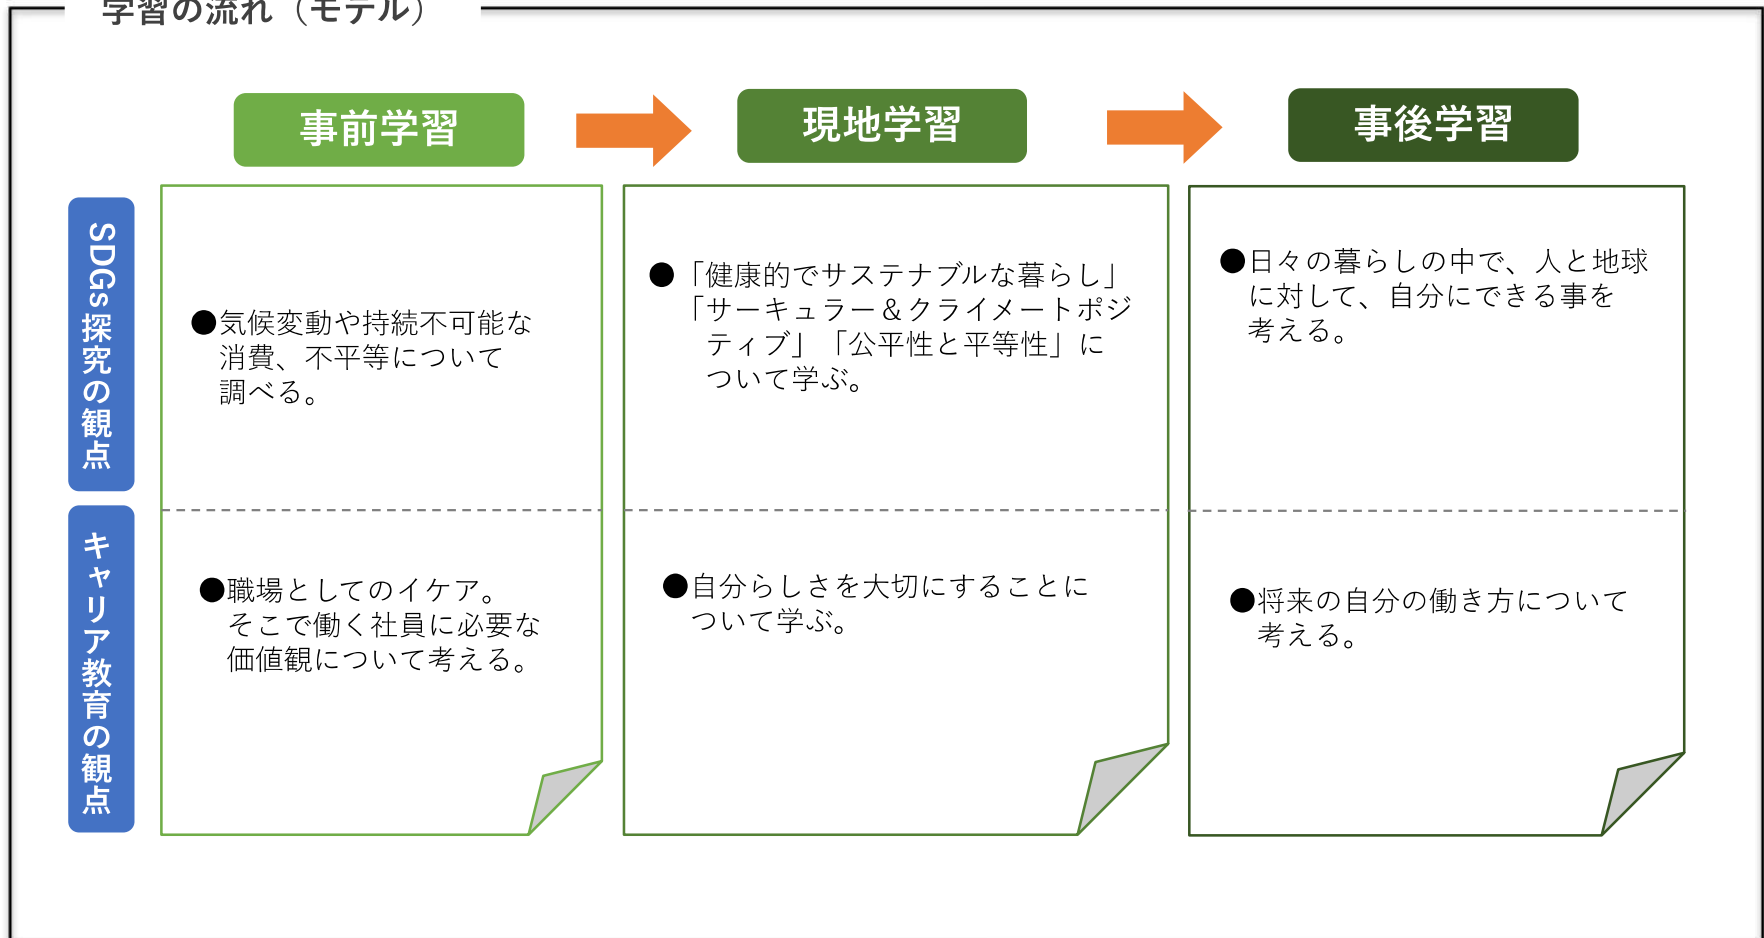 学習の流れ（モデル）
事前学習
現地学習
事後学習
SDGs探究の観点
●気候変動や持続不可能な
消費、不平等について
調べる。
●「健康的でサステナブルな暮らし」
「サーキュラー＆クライメートポジ
ティブ」「公平性と平等性」に
ついて学ぶ。
●日々の暮らしの中で、人と地球
に対して、自分にできる事を
考える。
キャリア教育の観点
●職場としてのイケア。
そこで働く社員に必要な
価値観について考える。
●自分らしさを大切にすることに
ついて学ぶ。
●将来の自分の働き方について
考える。